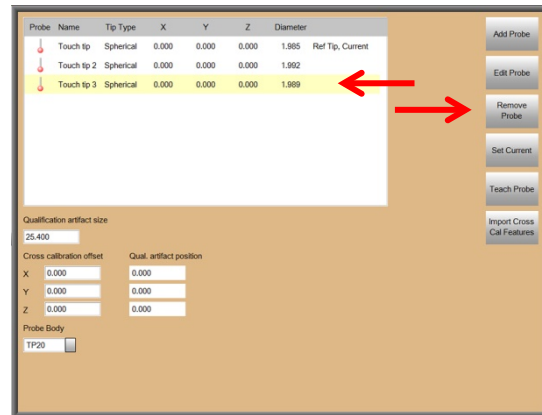 Probe Name Tip Type X Y Z Diameter
Touch tip Spherical 0.000 0.000 0.000 1.985 Ref Tip, Current
Touch tip 2 Spherical 0.000 0.000 0.000 1.992
Touch tip 3 Spherical 0.000 0.000 0.000 1.989
Add Probe
Edit Probe
Remove
Probe
Set Current
Teach Probe
Import Cross
Cal Features
Qualification artifact size
25.400
Cross calibration offset Qual. artifact position
X 0.000 0.000
Y 0.000 0.000
Z 0.000 0.000
Probe Body
TP20